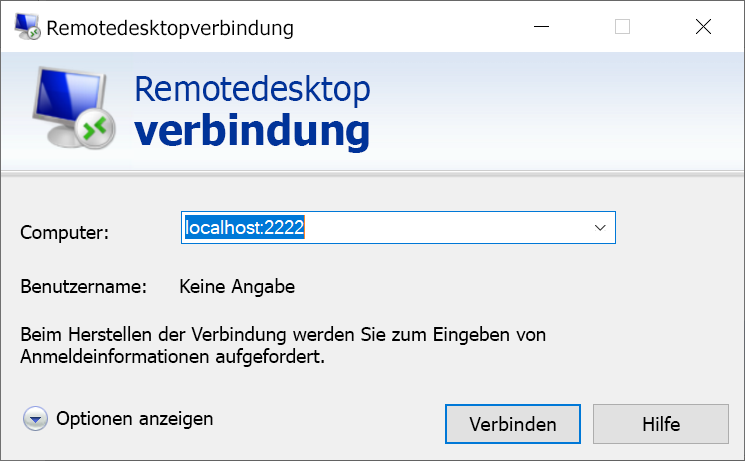 Remotedesktopverbindung
Remotedesktop
verbindung
Computer: localhost:2222
Benutzername: Keine Angabe
Beim Herstellen der Verbindung werden Sie zum Eingeben von
Anmeldeinformationen aufgefordert.
Optionen anzeigen Verbinden Hilfe